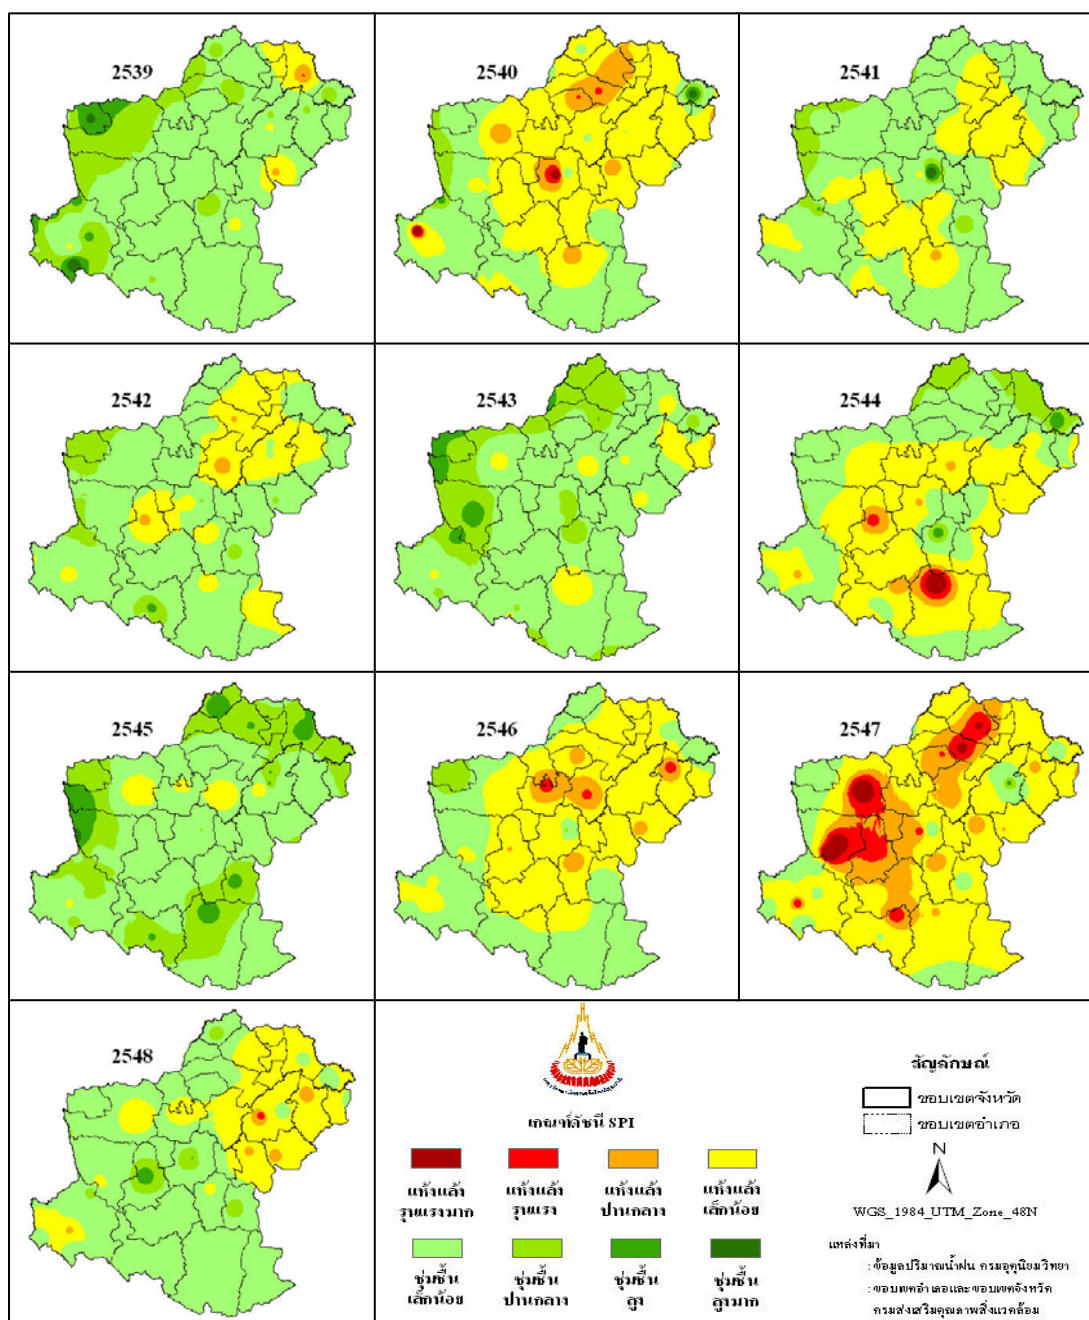 2539
2540
2541
2542
2543
2544
2545
2546
2547
2548
เกณฑ์ดัชนี SPI
แห้งแล้ง
รุนแรงมาก
แห้งแล้ง
รุนแรง
แห้งแล้ง
ปานกลาง
แห้งแล้ง
เล็กน้อย
ชุ่มชื้น
เล็กน้อย
ชุ่มชื้น
ปานกลาง
ชุ่มชื้น
สูง
ชุ่มชื้น
สูงมาก
สัญลักษณ์
ขอบเขตจังหวัด
ขอบเขตอำเภอ
N
WGS_1984_UTM_Zone_48N
แหล่งที่มา
: ข้อมูลปริมาณน้ำฝน กรมอุตุนิยมวิทยา
: ขอบเขตอำเภอและขอบเขตจังหวัด
กรมส่งเสริมคุณภาพสิ่งแวดล้อม